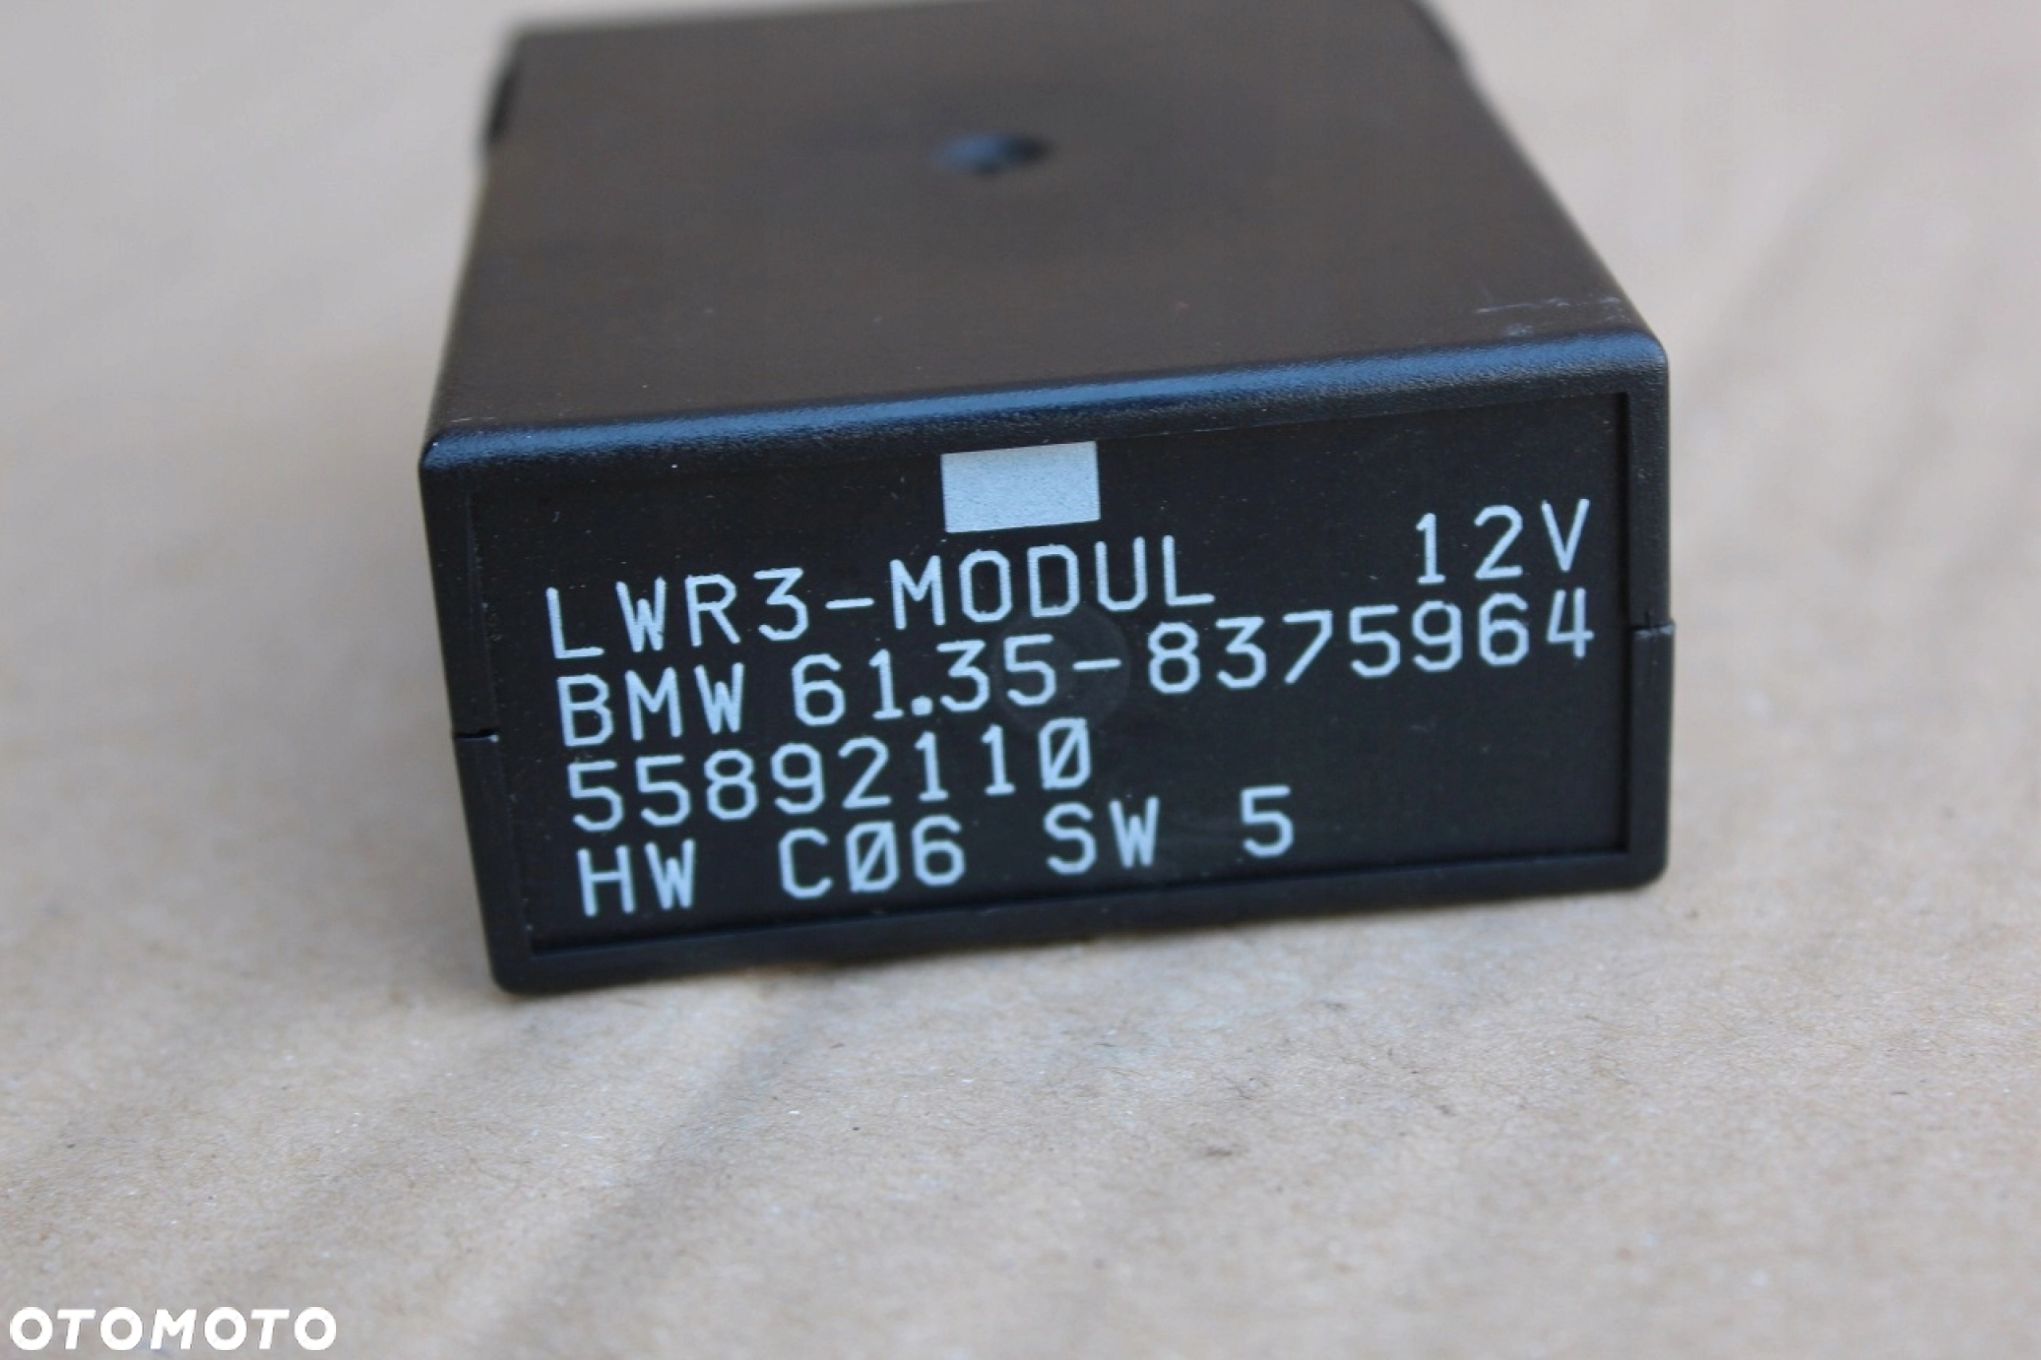 LWR3-MODUL 12V
BMW 61.35-8375964
55892110
HW C06 SW 5
OTOMOTO